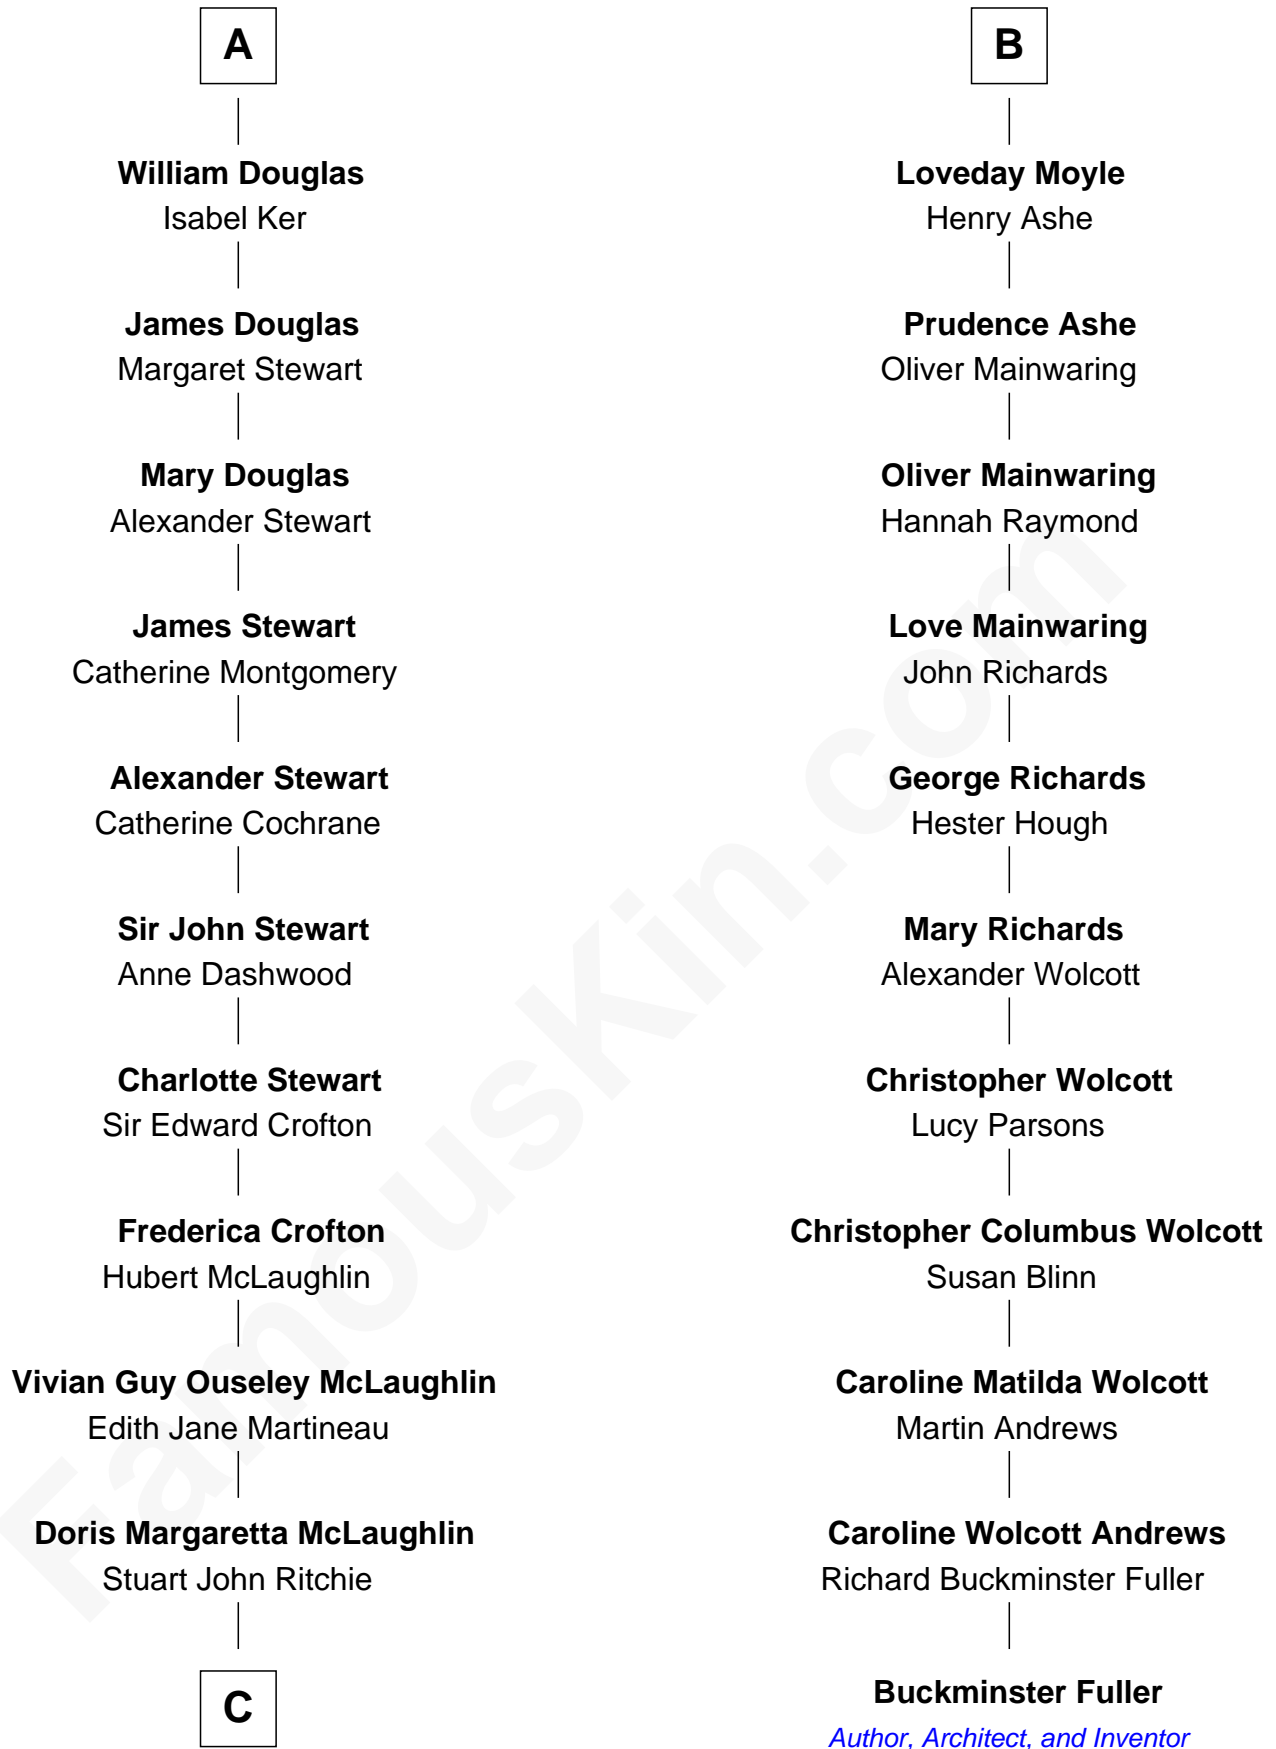 A
William Douglas
Isabel Ker
James Douglas
Margaret Stewart
Mary Douglas
Alexander Stewart
James Stewart
Catherine Montgomery
Alexander Stewart
Catherine Cochrane
Sir John Stewart
Anne Dashwood
Charlotte Stewart
Sir Edward Crofton
Frederica Crofton
Hubert McLaughlin
Vivian Guy Ouseley McLaughlin
Edith Jane Martineau
Doris Margaretta McLaughlin
Stuart John Ritchie
C
B
Loveday Moyle
Henry Ashe
Prudence Ashe
Oliver Mainwaring
Oliver Mainwaring
Hannah Raymond
Love Mainwaring
John Richards
George Richards
Hester Hough
Mary Richards
Alexander Wolcott
Christopher Wolcott
Lucy Parsons
Christopher Columbus Wolcott
Susan Blinn
Caroline Matilda Wolcott
Martin Andrews
Caroline Wolcott Andrews
Richard Buckminster Fuller
Buckminster Fuller
Author, Architect, and Inventor
FamousKin.com